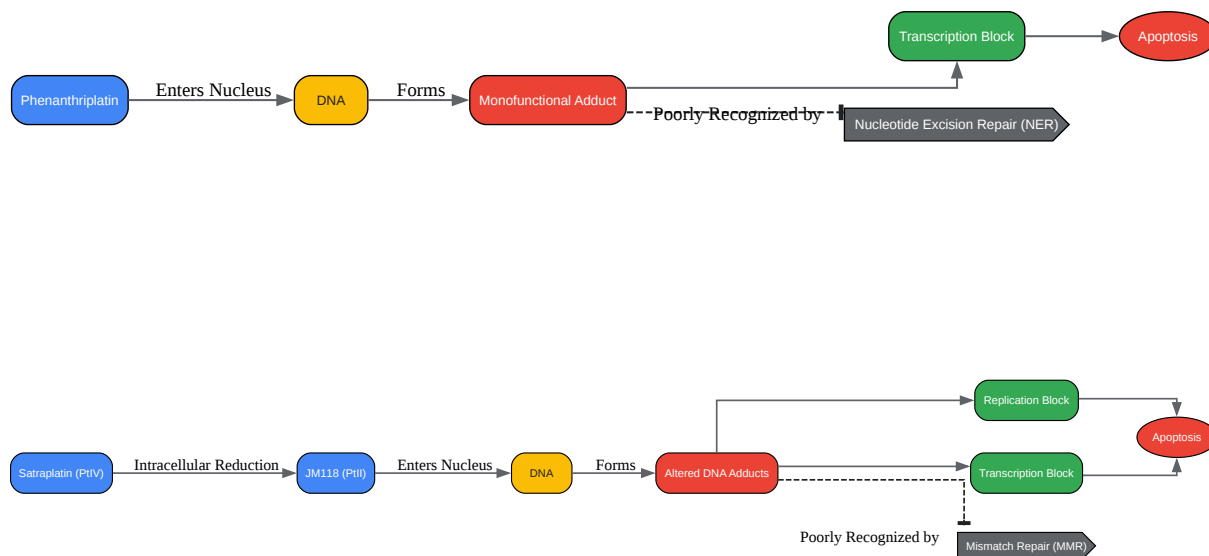 Transcription Block
Apoptosis
Phenanthriplatin
Enters Nucleus
DNA
Forms
Monofunctional Adduct
Poorly Recognized by
Nucleotide Excision Repair (NER)
Replication Block
Apoptosis
Satraplatin (PtIV)
Intracellular Reduction
JM118 (PtII)
Enters Nucleus
DNA
Forms
Altered DNA Adducts
Transcription Block
Poorly Recognized by
Mismatch Repair (MMR)